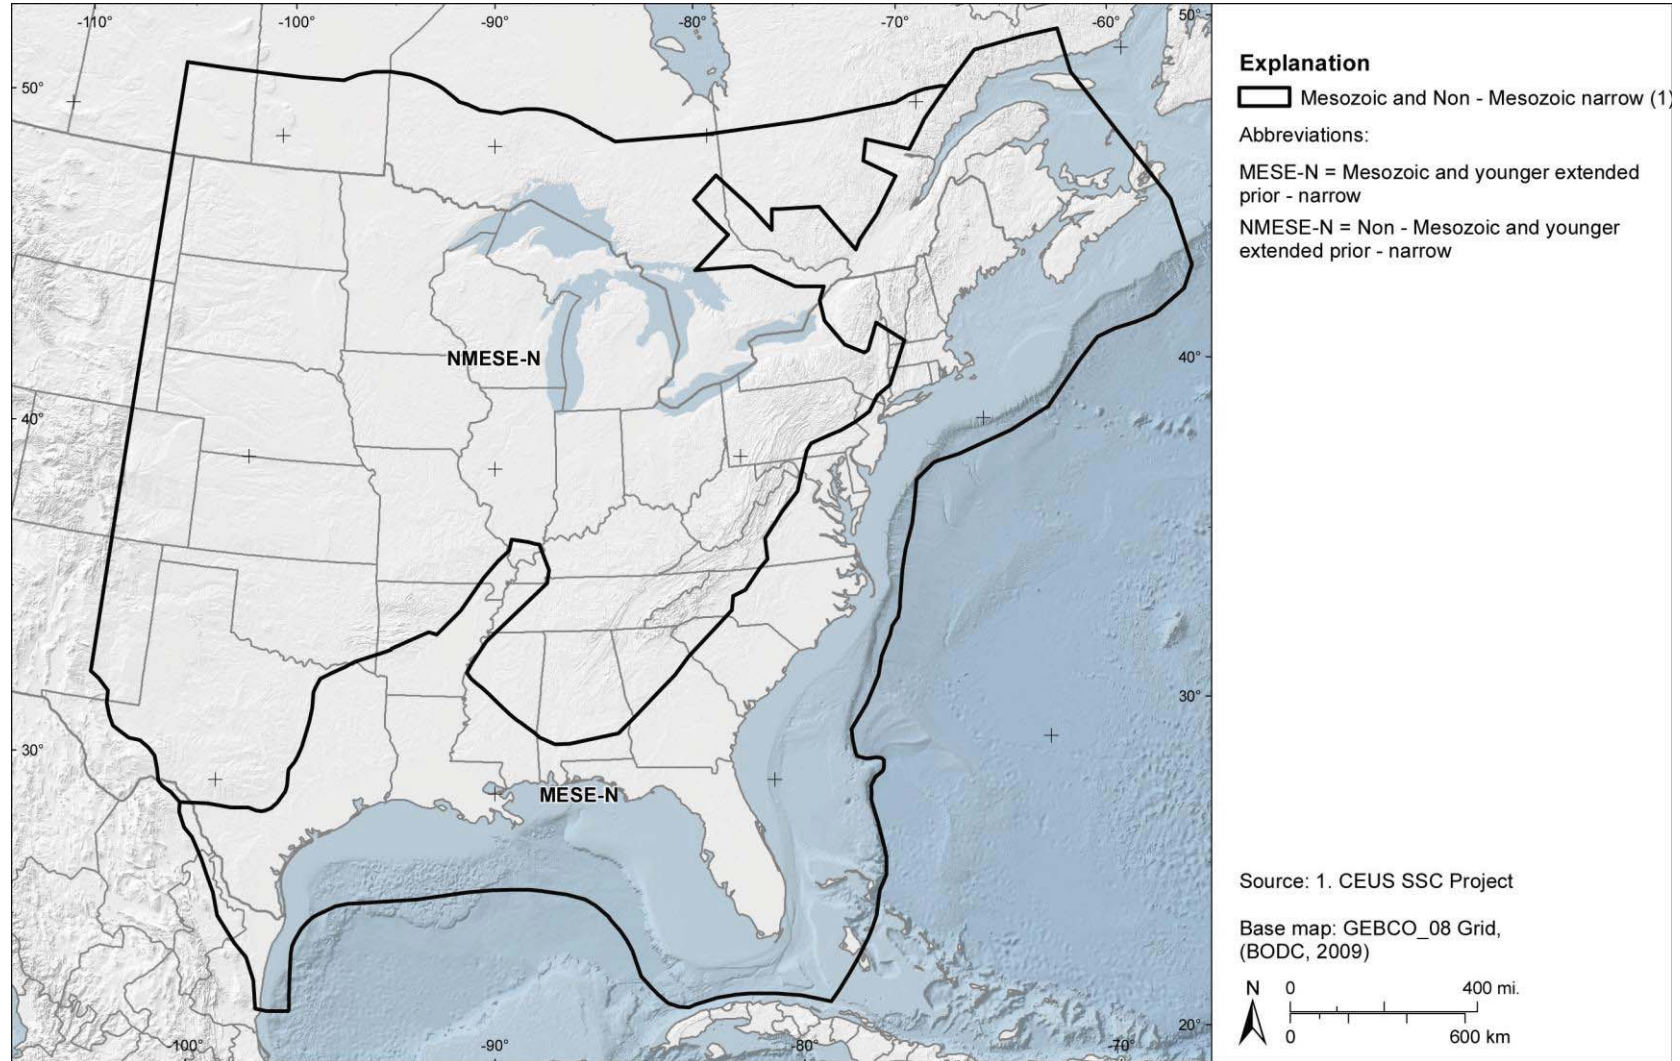 -110°
-100°
-90°
-80°
-70°
-60°
50°
50°
40°
40°
30°
30°
20°
-100°
-90°
-80°
-70°
NMESE-N
MESE-N
Explanation
Mesozoic and Non - Mesozoic narrow (1)
Abbreviations:
MESE-N = Mesozoic and younger extended
prior - narrow
NMESE-N = Non - Mesozoic and younger
extended prior - narrow
Source: 1. CEUS SSC Project
Base map: GEBCO_08 Grid,
(BODC, 2009)
N
0 400 mi.
0 600 km